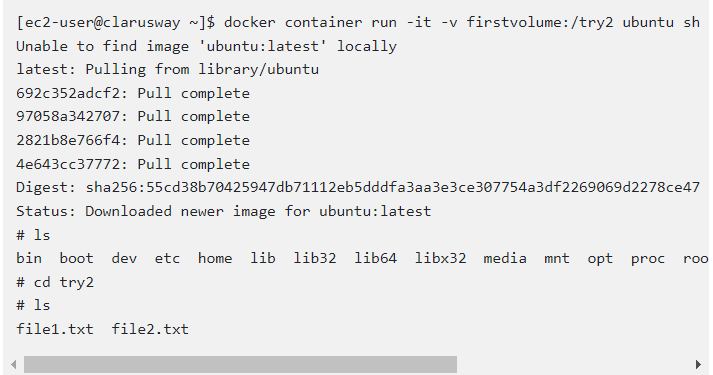 [ec2-user@clarusway ~]$ docker container run -it -v firstvolume:/try2 ubuntu sh
Unable to find image 'ubuntu:latest' locally
latest: Pulling from library/ubuntu
692c352adcf2: Pull complete
97058a342707: Pull complete
2821b8e766f4: Pull complete
4e643cc37772: Pull complete
Digest: sha256:55cd38b70425947db71112eb5dddfa3aa3e3ce307754a3df2269069d2278ce47
Status: Downloaded newer image for ubuntu:latest
# ls
bin  boot  dev  etc  home  lib  lib32  lib64  libx32  media  mnt  opt  proc  roo
# cd try2
# ls
file1.txt  file2.txt